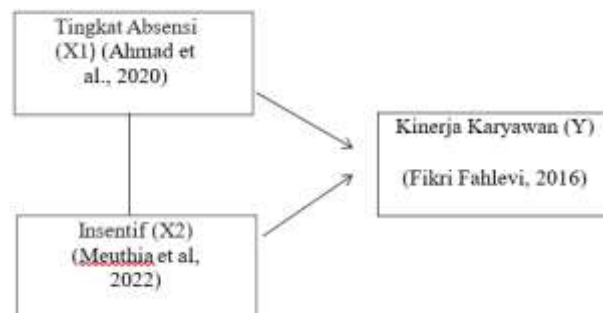 Tingkat Absensi
(X1) (Ahmad et
al., 2020)
Kinerja Karyawan (Y)
(Fikri Fahlevi, 2016)
Insentif (X2)
(Meuthia et al,
2022)